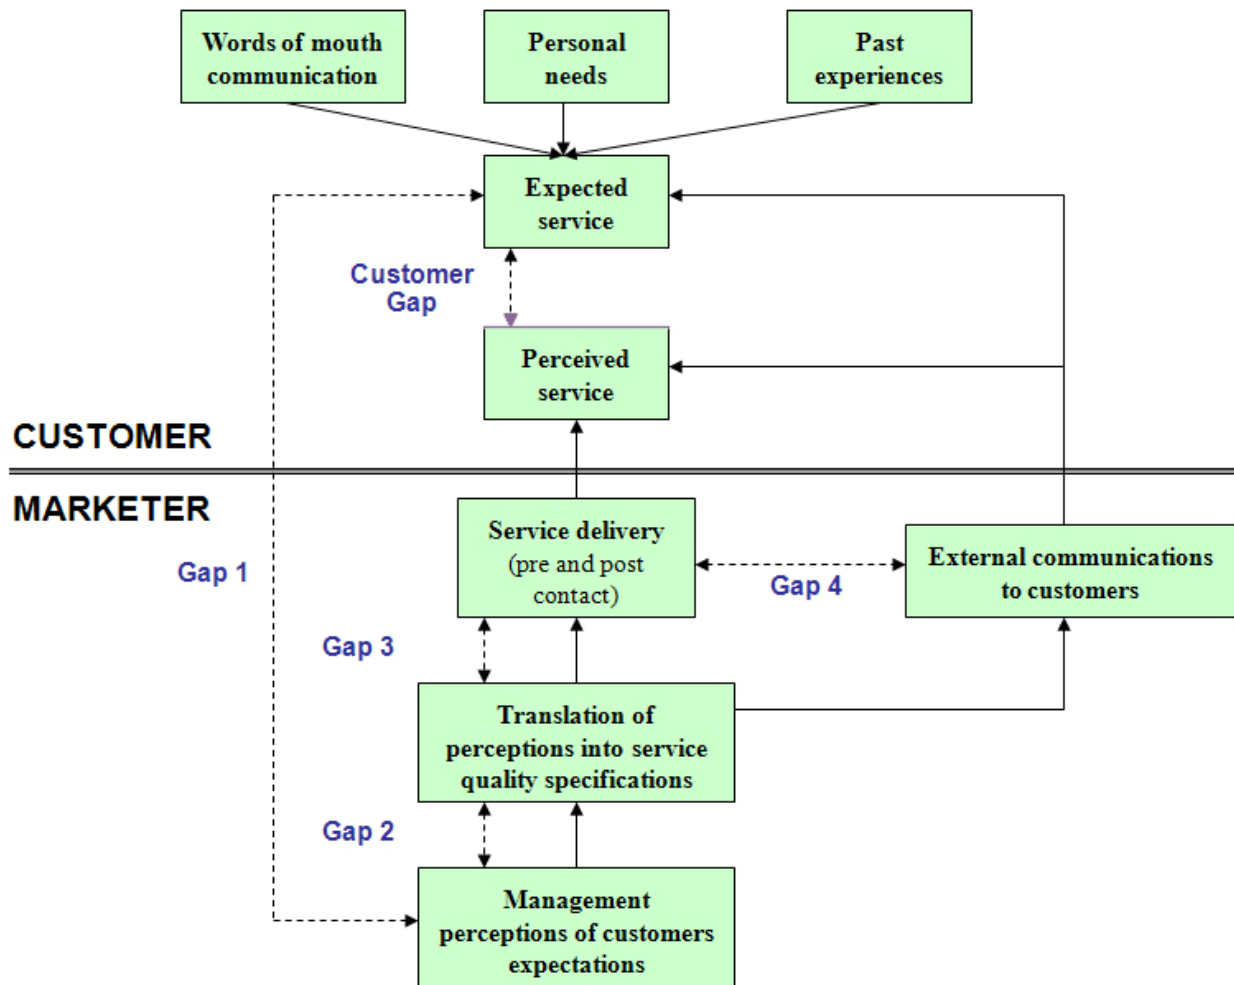 Words of mouth
communication
Personal
needs
Past
experiences
Expected
service
Customer
Gap
Perceived
service
CUSTOMER
MARKETER
Service delivery
(pre and post
contact)
External communications
to customers
Gap 1
Gap 4
Gap 3
Translation of
perceptions into service
quality specifications
Gap 2
Management
perceptions of customers
expectations